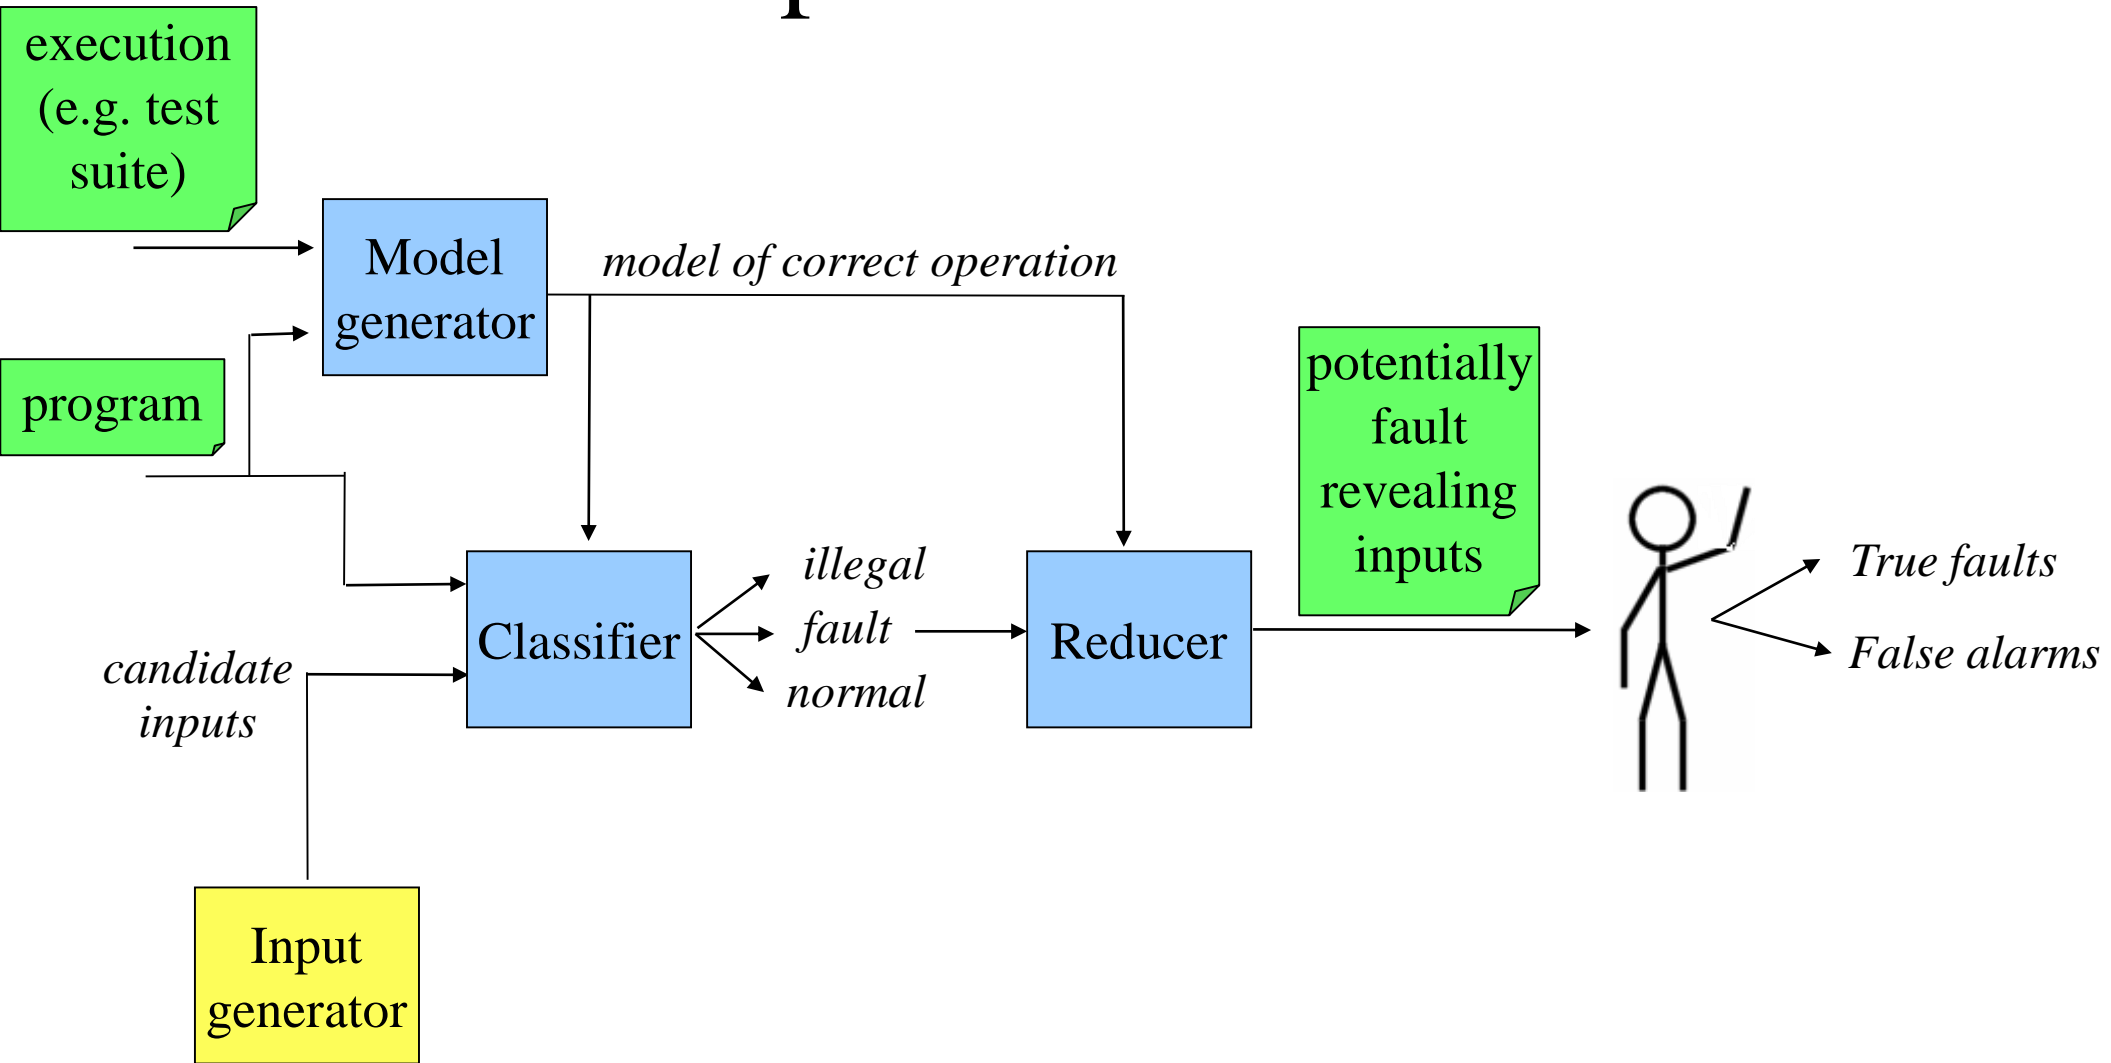 execution
(e.g. test
suite)
Model
generator
model of correct operation
program
potentially
fault
revealing
inputs
candidate
inputs
Classifier
illegal
fault
normal
Reducer
True faults
False alarms
Input
generator